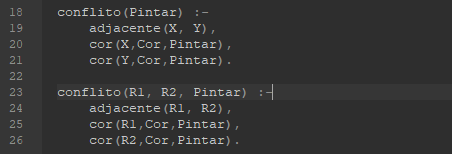 18 conflito(Pintar) :-
19     adjacente(X, Y),
20     cor(X,Cor,Pintar),
21     cor(Y,Cor,Pintar).
22
23 conflito(R1, R2, Pintar) :-
24     adjacente(R1, R2),
25     cor(R1,Cor,Pintar),
26     cor(R2,Cor,Pintar).